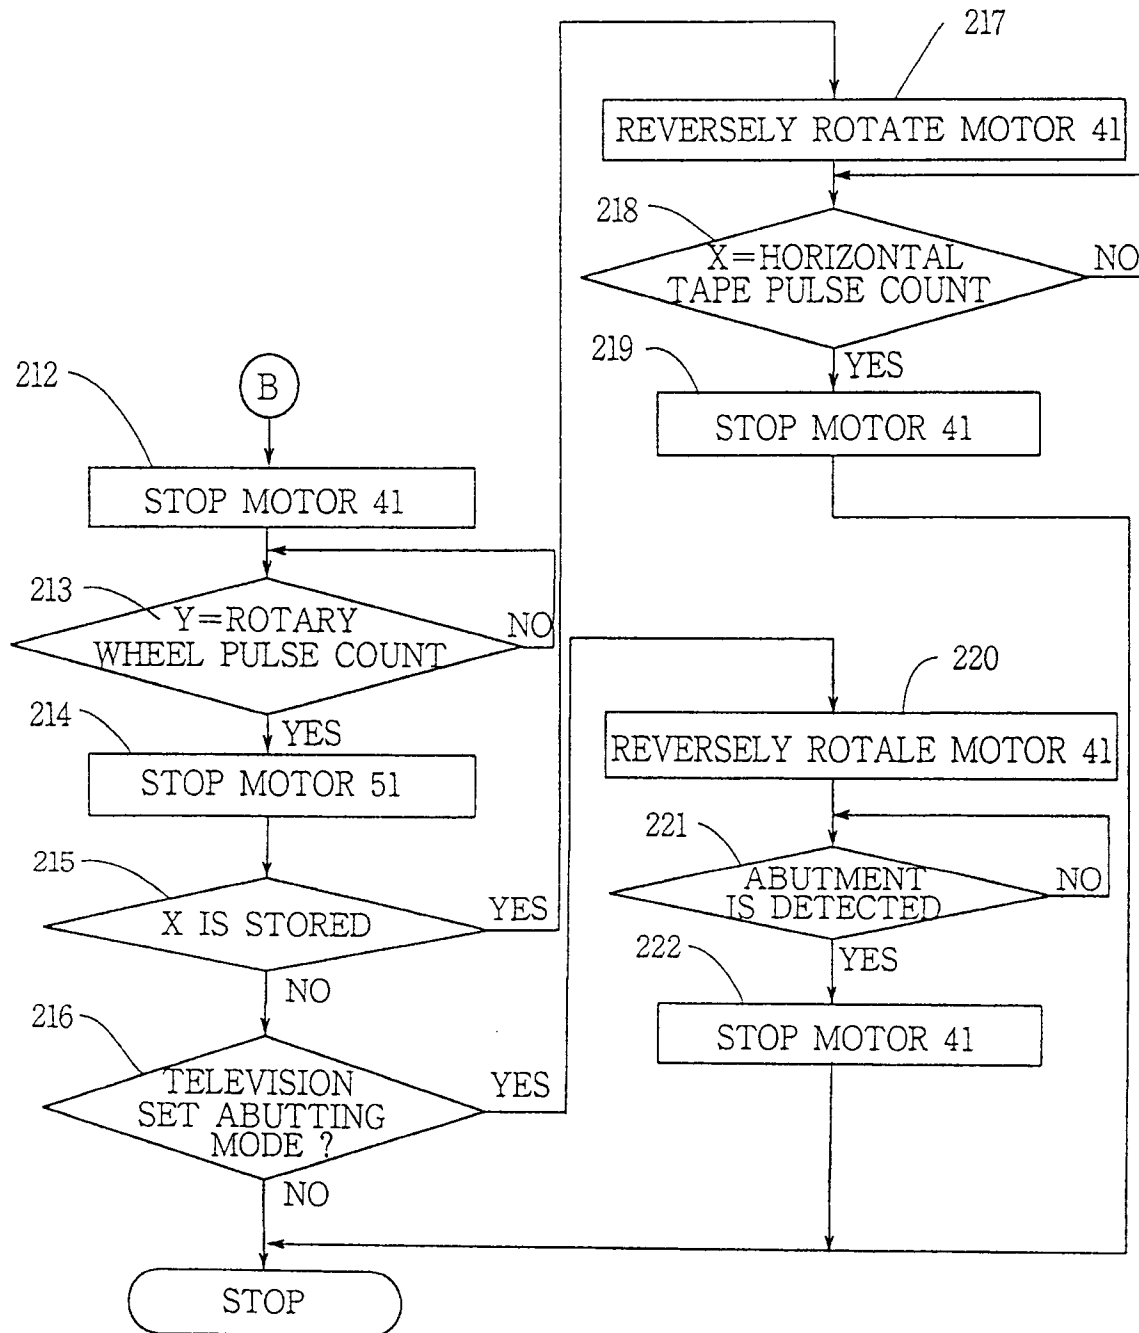 217
REVERSELY ROTATE MOTOR 41
218
X=HORIZONTAL
TAPE PULSE COUNT
NO
YES
219
STOP MOTOR 41
B
212
STOP MOTOR 41
213
Y=ROTARY
WHEEL PULSE COUNT
NO
YES
214
STOP MOTOR 51
215
X IS STORED
YES
NO
216
TELEVISION
SET ABUTTING
MODE ?
YES
NO
220
REVERSELY ROTALE MOTOR 41
221
ABUTMENT
IS DETECTED
NO
YES
222
STOP MOTOR 41
STOP